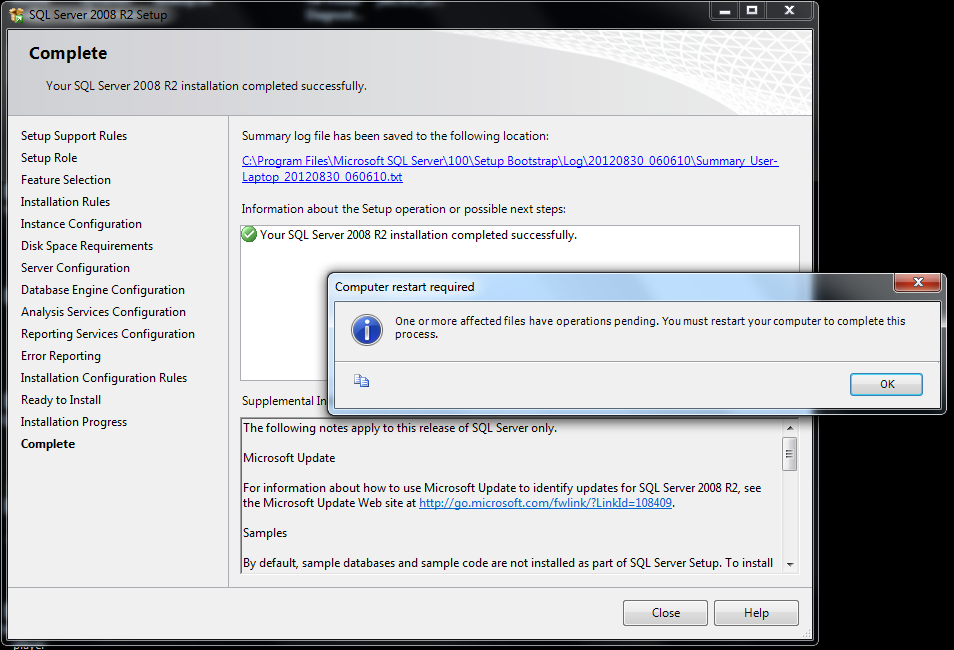 SQL Server 2008 R2 Setup
Complete
Your SQL Server 2008 R2 installation completed successfully.
Setup Support Rules
Setup Role
Feature Selection
Installation Rules
Instance Configuration
Disk Space Requirements
Server Configuration
Database Engine Configuration
Analysis Services Configuration
Reporting Services Configuration
Error Reporting
Installation Configuration Rules
Ready to Install
Installation Progress
Complete
Summary log file has been saved to the following location:
C:\Program Files\Microsoft SQL Server\100\Setup Bootstrap\Log\20120830_060610\Summary_User-
Laptop_20120830_060610.txt
Information about the Setup operation or possible next steps:
Your SQL Server 2008 R2 installation completed successfully.
Computer restart required
One or more affected files have operations pending. You must restart your computer to complete this
process.
OK
Supplemental In
The following notes apply to this release of SQL Server only.
Microsoft Update
For information about how to use Microsoft Update to identify updates for SQL Server 2008 R2, see
the Microsoft Update Web site at http://go.microsoft.com/fwlink/?LinkId=108409.
Samples
By default, sample databases and sample code are not installed as part of SQL Server Setup. To install
Close
Help